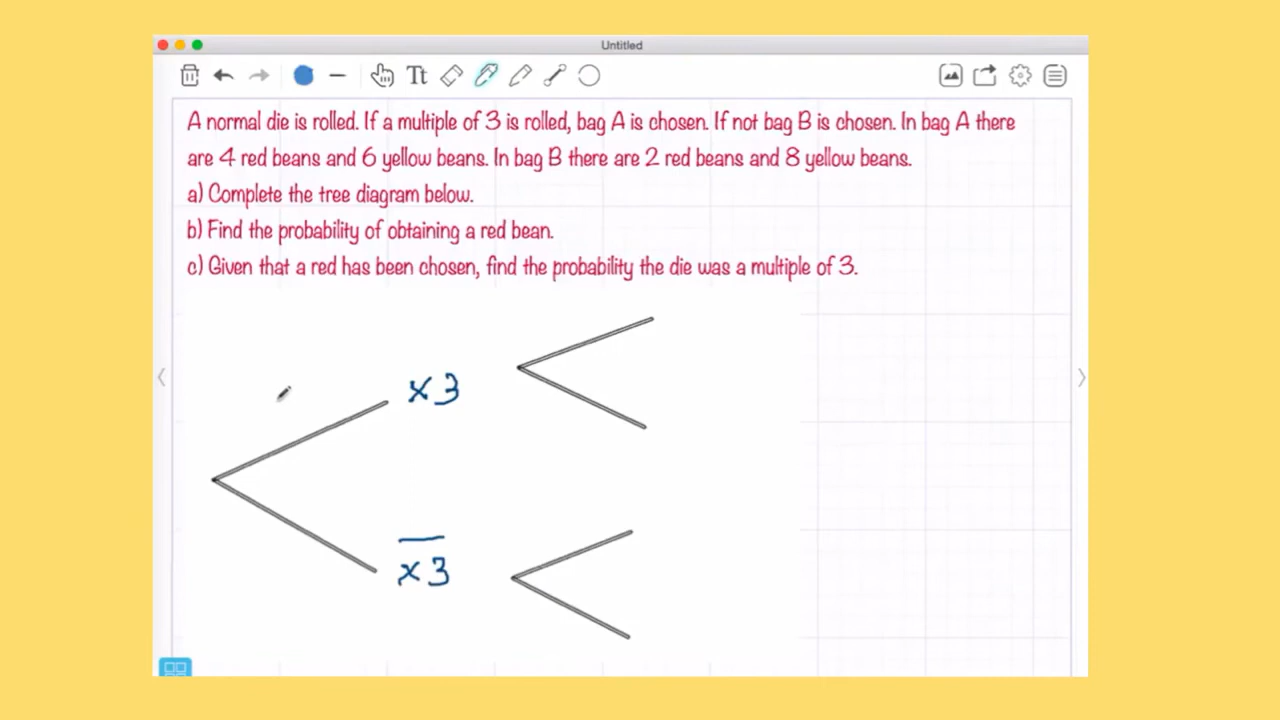 Untitled
Tt
A normal die is rolled. If a multiple of 3 is rolled, bag A is chosen. If not bag B is chosen. In bag A there
are 4 red beans and 6 yellow beans. In bag B there are 2 red beans and 8 yellow beans.
a) Complete the tree diagram below.
b) Find the probability of obtaining a red bean.
c) Given that a red has been chosen, find the probability the die was a multiple of 3.
x3
x̅3̅